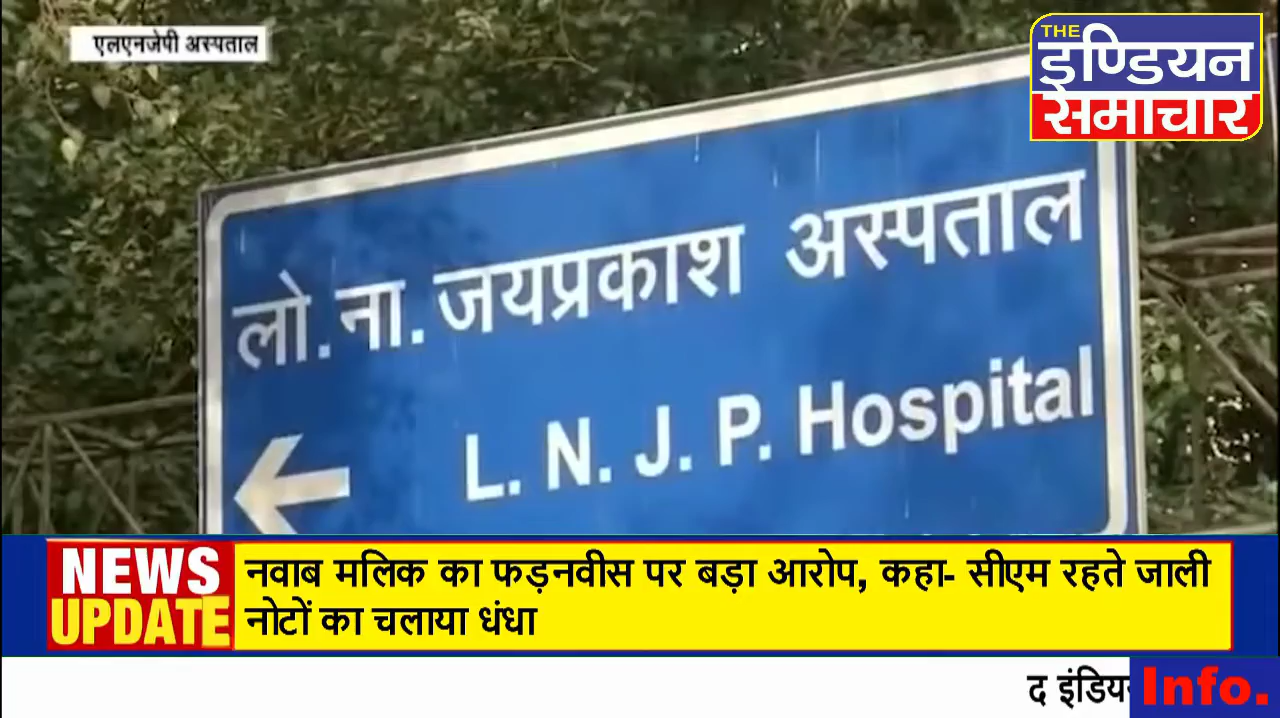 एलएनजेपी अस्पताल
THE
इण्डियन
समाचार
लो.ना.जयप्रकाश अस्पताल
L. N. J. P. Hospital
NEWS
UPDATE
नवाब मलिक का फड़नवीस पर बड़ा आरोप, कहा- सीएम रहते जाली
नोटों का चलाया धंधा
द इंडिय
Info.